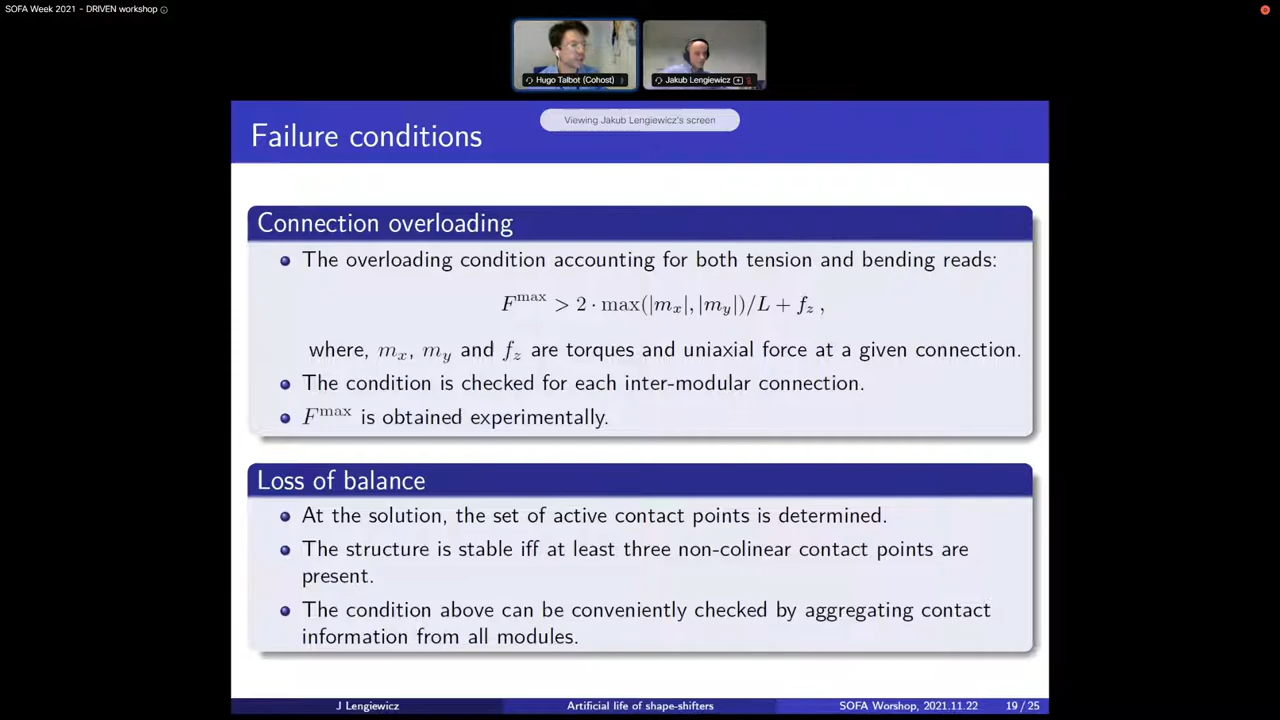 SOFA Week 2021 - DRIVEN workshop
Hugo Talbot (Cohost)
Jakub Lengiewicz
Viewing Jakub Lengiewicz's screen
Failure conditions
Connection overloading
The overloading condition accounting for both tension and bending reads:
F^max > 2 · max(|m_x|, |m_y|)/L + f_z ,
where, m_x, m_y and f_z are torques and uniaxial force at a given connection.
The condition is checked for each inter-modular connection.
F^max is obtained experimentally.
Loss of balance
At the solution, the set of active contact points is determined.
The structure is stable iff at least three non-colinear contact points are
present.
The condition above can be conveniently checked by aggregating contact
information from all modules.
J Lengiewicz
Artificial life of shape-shifters
SOFA Worshop, 2021.11.22
19 / 25